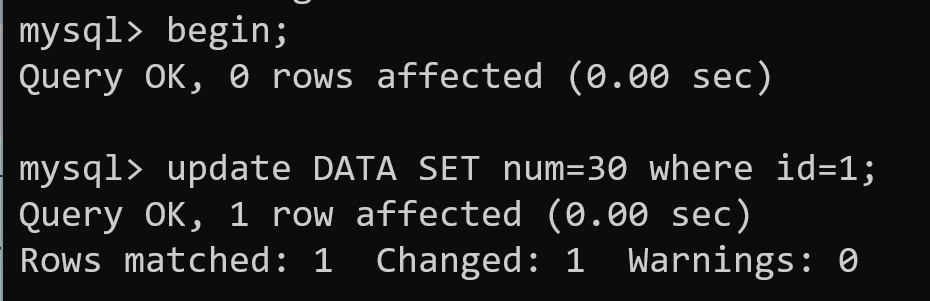 mysql> begin;
Query OK, 0 rows affected (0.00 sec)
mysql> update DATA SET num=30 where id=1;
Query OK, 1 row affected (0.00 sec)
Rows matched: 1  Changed: 1  Warnings: 0